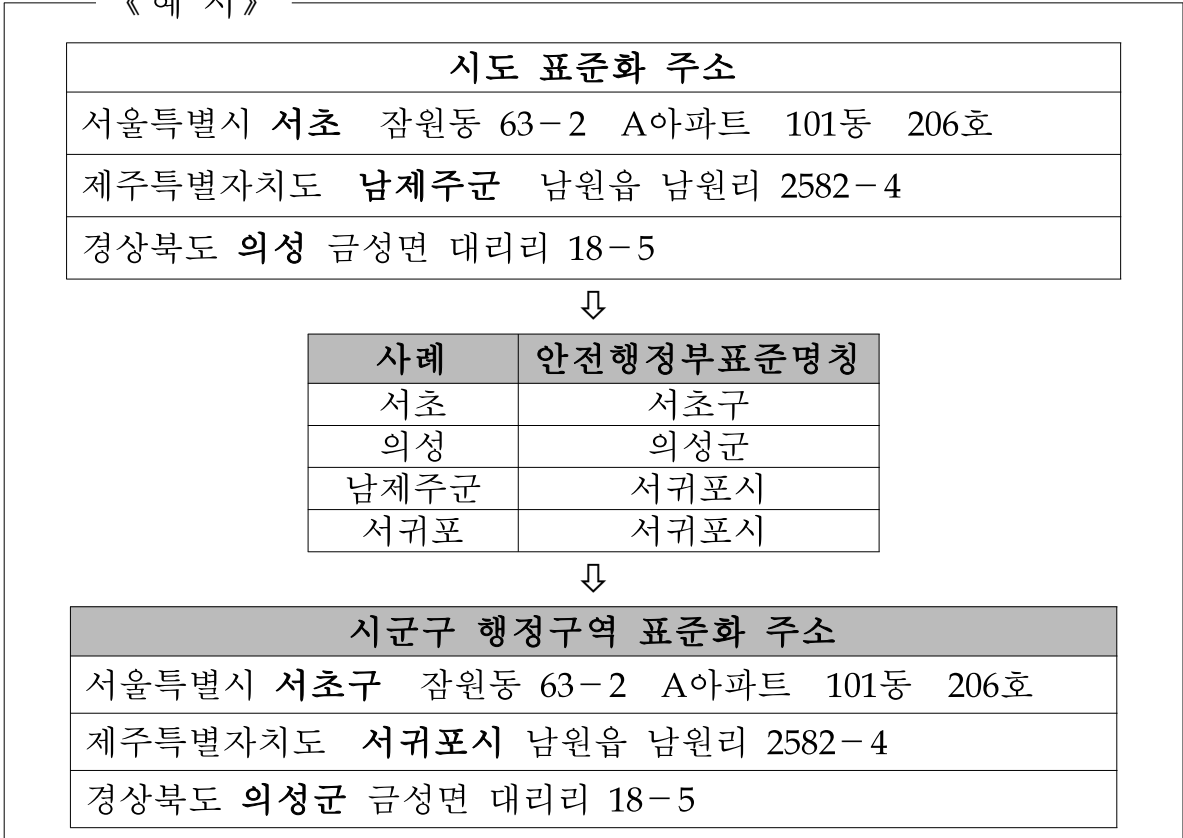 《예 시》
시도 표준화 주소
서울특별시 서초 잠원동 63-2 A아파트 101동 206호
제주특별자치도 남제주군 남원읍 남원리 2582-4
경상북도 의성 금성면 대리리 18-5
⇩
사례 안전행정부표준명칭
서초 서초구
의성 의성군
남제주군 서귀포시
서귀포 서귀포시
⇩
시군구 행정구역 표준화 주소
서울특별시 서초구 잠원동 63-2 A아파트 101동 206호
제주특별자치도 서귀포시 남원읍 남원리 2582-4
경상북도 의성군 금성면 대리리 18-5